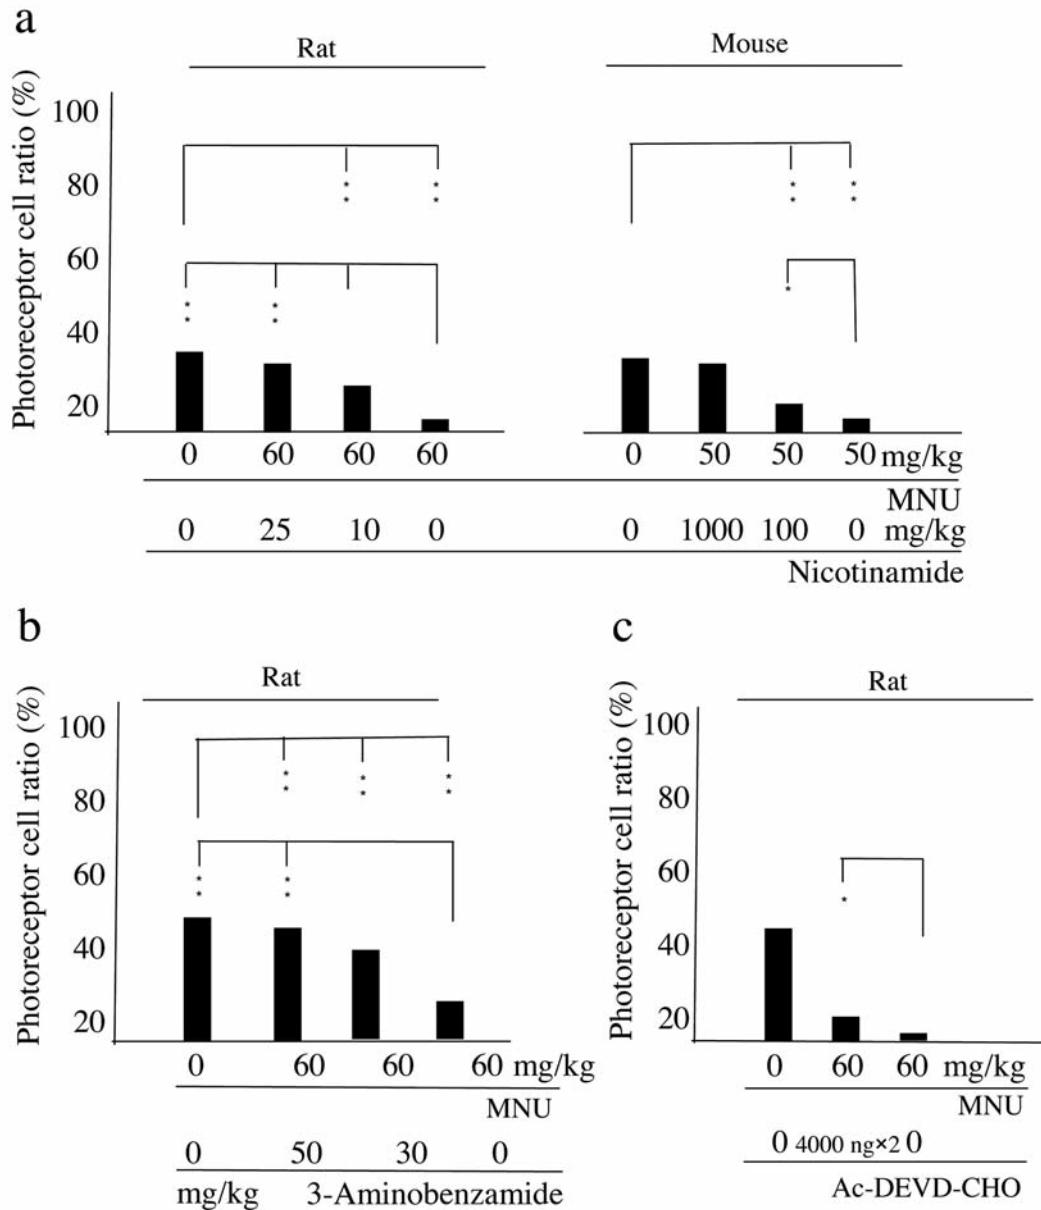 a
Rat
Mouse
Photoreceptor cell ratio (%)
100
80
60
40
20
* * * *
* * * *
* *
* *
*
0 60 60 60
0 50 50 50 mg/kg
MNU
0 25 10 0
0 1000 100 0 mg/kg
Nicotinamide
b
Rat
Photoreceptor cell ratio (%)
100
80
60
40
20
* * *
* * *
* *
* *
0 60 60 60 mg/kg
MNU
0 50 30 0
mg/kg 3-Aminobenzamide
c
Rat
Photoreceptor cell ratio (%)
100
80
60
40
20
*
0 60 60 mg/kg
MNU
0 4000 ng×2 0
Ac-DEVD-CHO